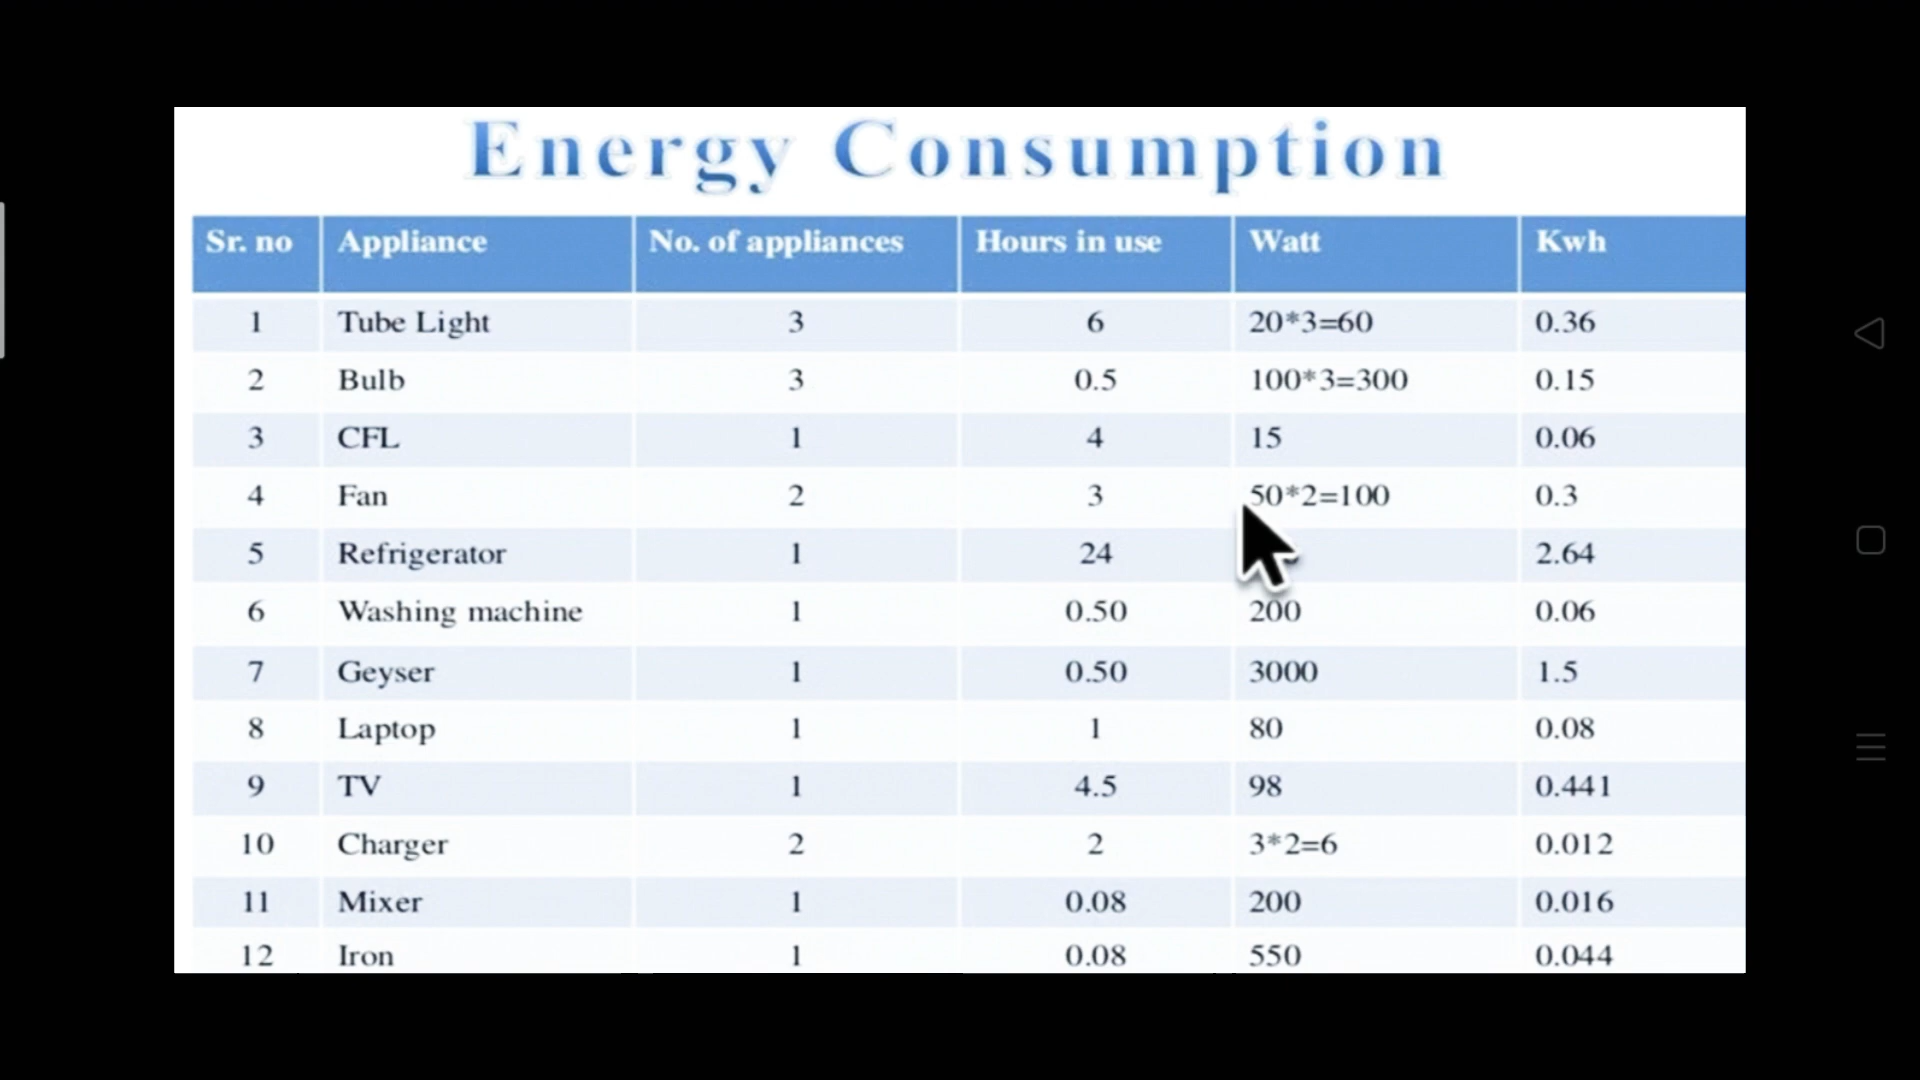 Energy Consumption
Sr. no Appliance No. of appliances Hours in use Watt Kwh
1 Tube Light 3 6 20*3=60 0.36
2 Bulb 3 0.5 100*3=300 0.15
3 CFL 1 4 15 0.06
4 Fan 2 3 50*2=100 0.3
5 Refrigerator 1 24 2.64
6 Washing machine 1 0.50 200 0.06
7 Geyser 1 0.50 3000 1.5
8 Laptop 1 1 80 0.08
9 TV 1 4.5 98 0.441
10 Charger 2 2 3*2=6 0.012
11 Mixer 1 0.08 200 0.016
12 Iron 1 0.08 550 0.044